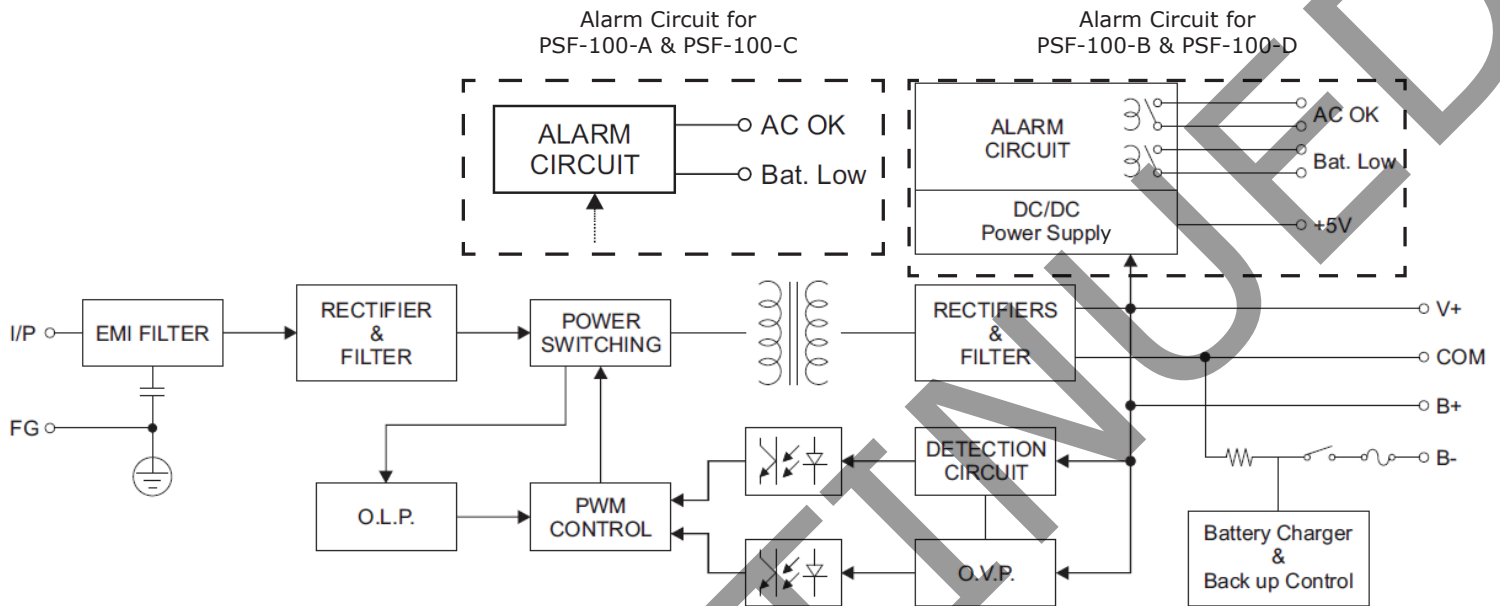 Alarm Circuit for
PSF-100-A & PSF-100-C
Alarm Circuit for
PSF-100-B & PSF-100-D
ALARM
CIRCUIT
AC OK
Bat. Low
ALARM
CIRCUIT
AC OK
Bat. Low
DC/DC
Power Supply
+5V
I/P
EMI FILTER
RECTIFIER
&
FILTER
POWER
SWITCHING
RECTIFIERS
&
FILTER
V+
COM
B+
B-
FG
O.L.P.
PWM
CONTROL
DETECTION
CIRCUIT
O.V.P.
Battery Charger
&
Back up Control
TINUED